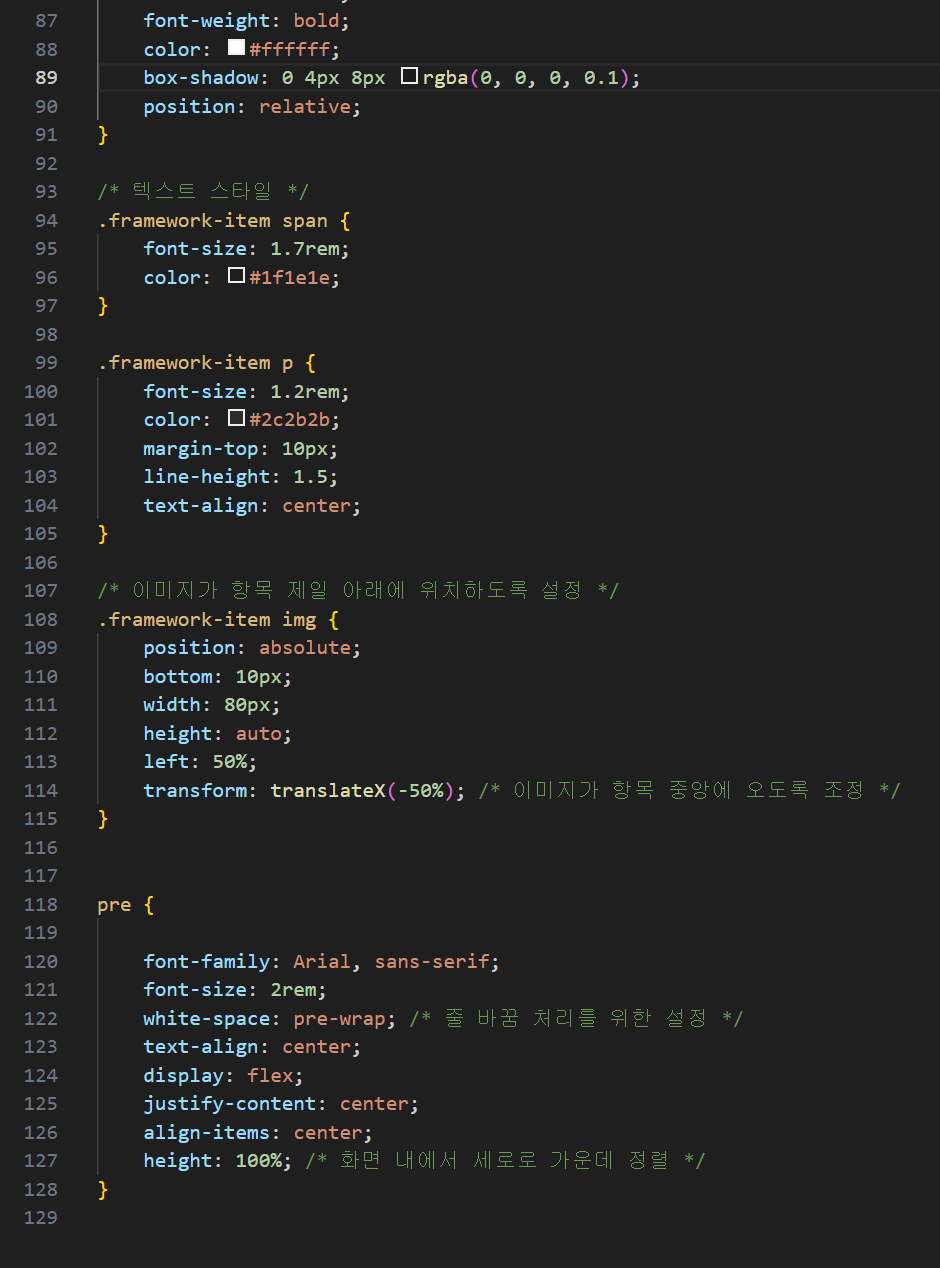 87 font-weight: bold;
88 color: #ffffff;
89 box-shadow: 0 4px 8px rgba(0, 0, 0, 0.1);
90 position: relative;
91 }
92
93 /* 텍스트 스타일 */
94 .framework-item span {
95 font-size: 1.7rem;
96 color: #1f1e1e;
97 }
98
99 .framework-item p {
100 font-size: 1.2rem;
101 color: #2c2b2b;
102 margin-top: 10px;
103 line-height: 1.5;
104 text-align: center;
105 }
106
107 /* 이미지가 항목 제일 아래에 위치하도록 설정 */
108 .framework-item img {
109 position: absolute;
110 bottom: 10px;
111 width: 80px;
112 height: auto;
113 left: 50%;
114 transform: translateX(-50%); /* 이미지가 항목 중앙에 오도록 조정 */
115 }
116
117
118 pre {
119
120 font-family: Arial, sans-serif;
121 font-size: 2rem;
122 white-space: pre-wrap; /* 줄 바꿈 처리를 위한 설정 */
123 text-align: center;
124 display: flex;
125 justify-content: center;
126 align-items: center;
127 height: 100%; /* 화면 내에서 세로로 가운데 정렬 */
128 }
129